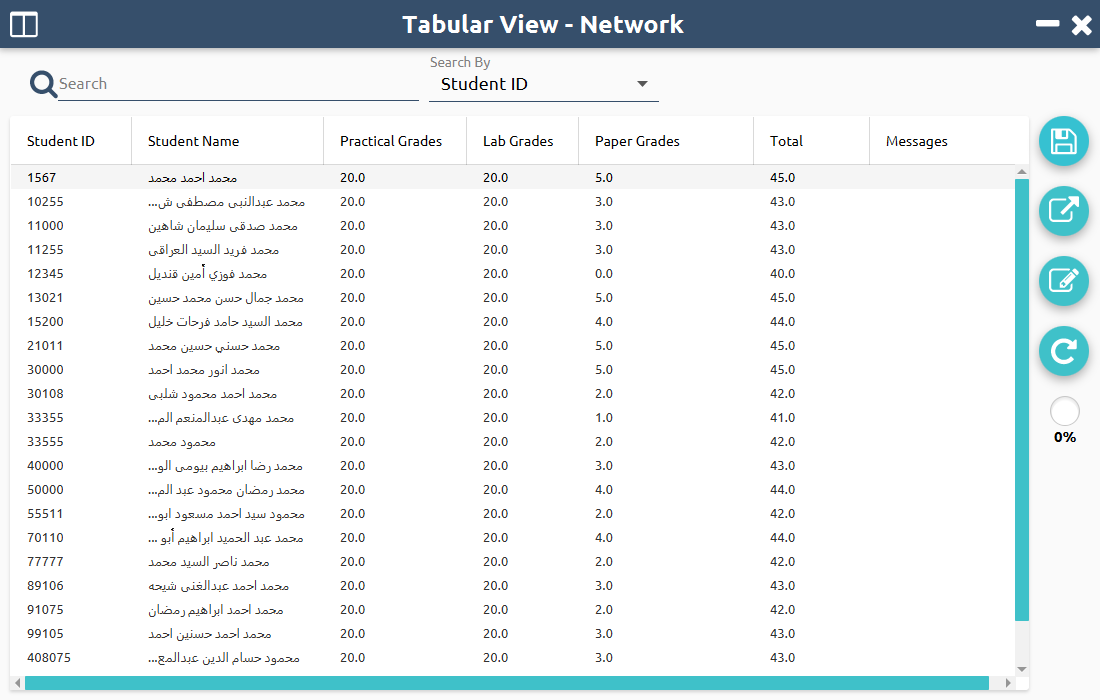 Tabular View - Network
Search By
Search
Student ID
Student ID Student Name Practical Grades Lab Grades Paper Grades Total Messages
1567 محمد احمد محمد 20.0 20.0 5.0 45.0
10255 محمد عبدالنبى مصطفى ش... 20.0 20.0 3.0 43.0
11000 محمد صدقى سليمان شاهين 20.0 20.0 3.0 43.0
11255 محمد فريد السيد العراقى 20.0 20.0 3.0 43.0
12345 محمد فوزي أمين قنديل 20.0 20.0 0.0 40.0
13021 محمد جمال حسن محمد حسين 20.0 20.0 5.0 45.0
15200 محمد السيد حامد فرحات خليل 20.0 20.0 4.0 44.0
21011 محمد حسني حسين محمد 20.0 20.0 5.0 45.0
30000 محمد انور محمد احمد 20.0 20.0 5.0 45.0
30108 محمد احمد محمود شلبى 20.0 20.0 2.0 42.0
33355 محمد مهدى عبدالمنعم الم... 20.0 20.0 1.0 41.0
33555 محمود محمد 20.0 20.0 2.0 42.0
40000 محمد رضا ابراهيم بيومى الو... 20.0 20.0 3.0 43.0
50000 محمد رمضان محمود عبد الم... 20.0 20.0 4.0 44.0
55511 محمود سيد احمد مسعود ابو... 20.0 20.0 2.0 42.0
70110 محمد عبد الحميد ابراهيم أبو ... 20.0 20.0 4.0 44.0
77777 محمد ناصر السيد محمد 20.0 20.0 2.0 42.0
89106 محمد احمد عبدالغنى شيحه 20.0 20.0 3.0 43.0
91075 محمد احمد ابراهيم رمضان 20.0 20.0 2.0 42.0
99105 محمد احمد حسنين احمد 20.0 20.0 3.0 43.0
408075 محمود حسام الدين عبدالمع... 20.0 20.0 3.0 43.0
0%